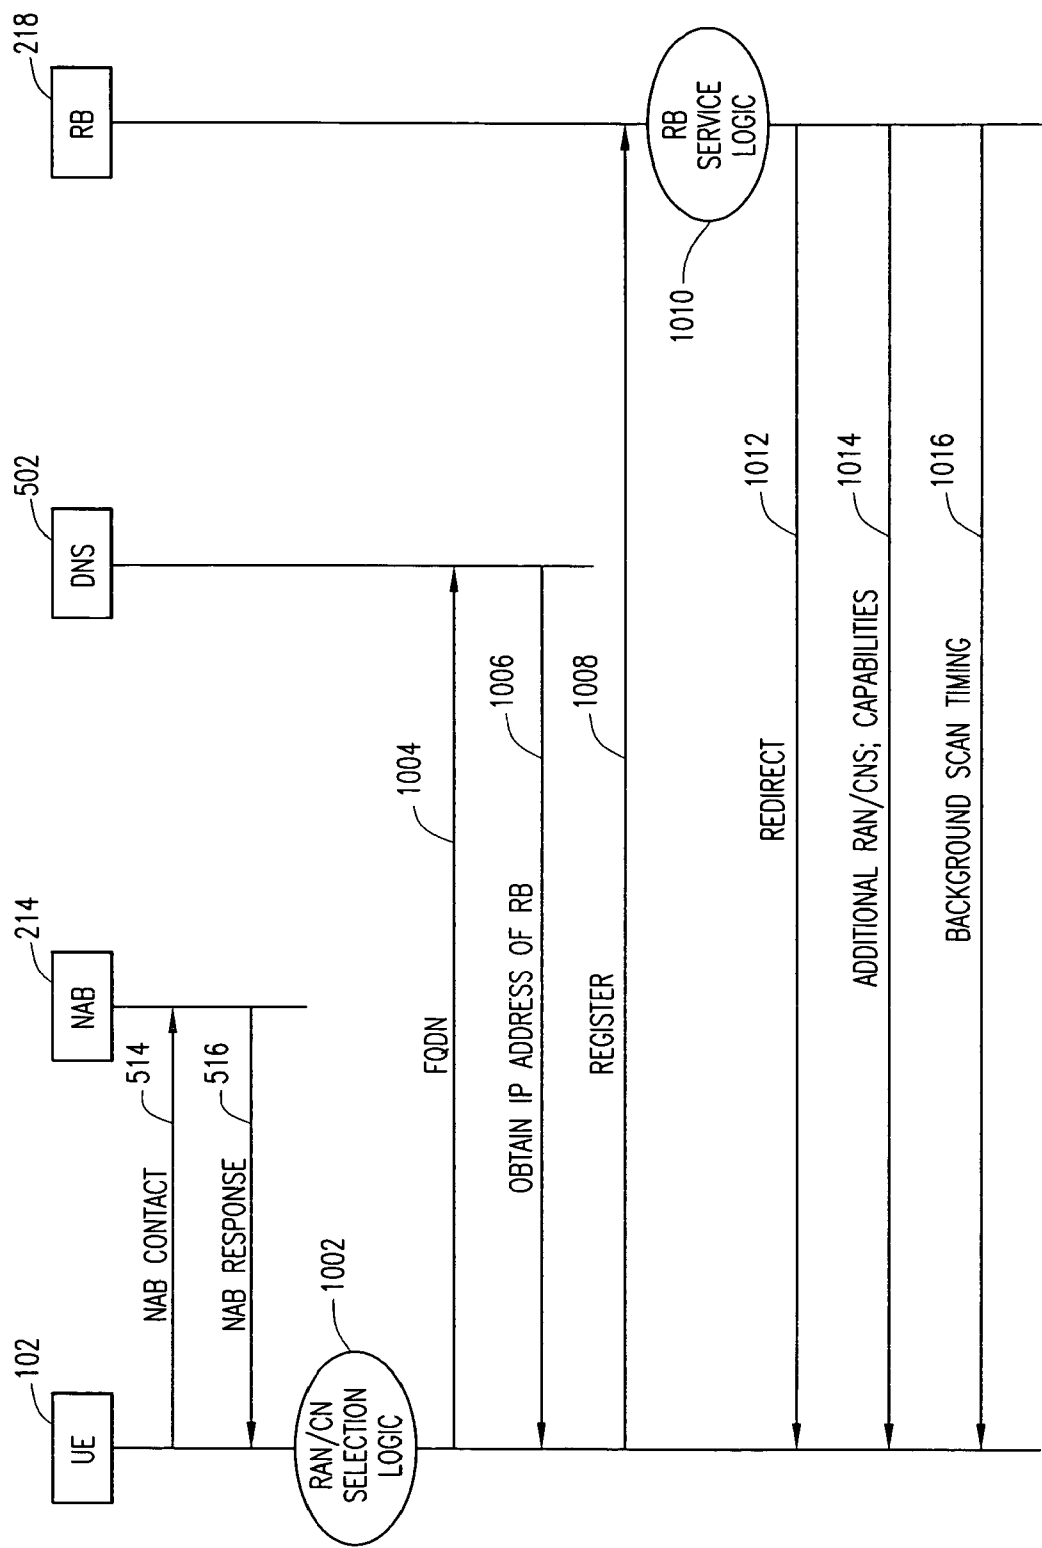 102
214
502
218
UE
NAB
DNS
RB
NAB CONTACT
514
NAB RESPONSE
516
RAN/CN
SELECTION
LOGIC
1002
FQDN
1004
OBTAIN IP ADDRESS OF RB
1006
REGISTER
1008
RB
SERVICE
LOGIC
1010
REDIRECT
1012
ADDITIONAL RAN/CNS; CAPABILITIES
1014
BACKGROUND SCAN TIMING
1016